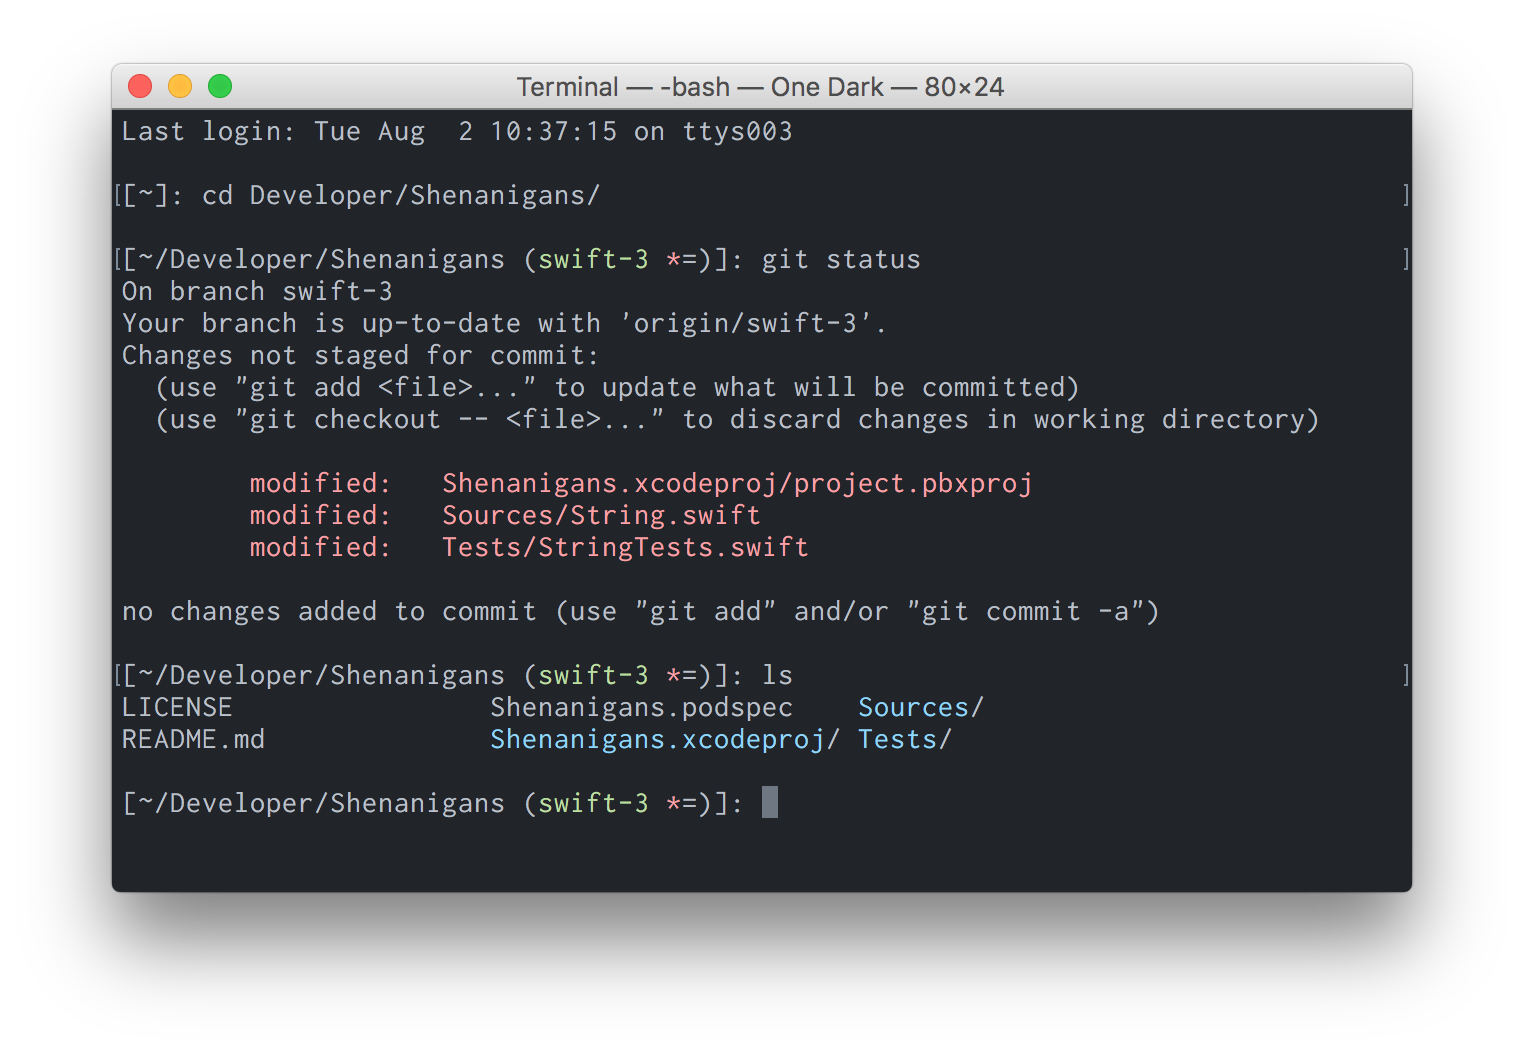 Terminal — -bash — One Dark — 80×24
Last login: Tue Aug  2 10:37:15 on ttys003
[[~]: cd Developer/Shenanigans/ ]
[[~/Developer/Shenanigans (swift-3 *=)]: git status ]
On branch swift-3
Your branch is up-to-date with 'origin/swift-3'.
Changes not staged for commit:
  (use "git add <file>..." to update what will be committed)
  (use "git checkout -- <file>..." to discard changes in working directory)
        modified:   Shenanigans.xcodeproj/project.pbxproj
        modified:   Sources/String.swift
        modified:   Tests/StringTests.swift
no changes added to commit (use "git add" and/or "git commit -a")
[[~/Developer/Shenanigans (swift-3 *=)]: ls ]
LICENSE                Shenanigans.podspec    Sources/
README.md              Shenanigans.xcodeproj/ Tests/
[~/Developer/Shenanigans (swift-3 *=)]: